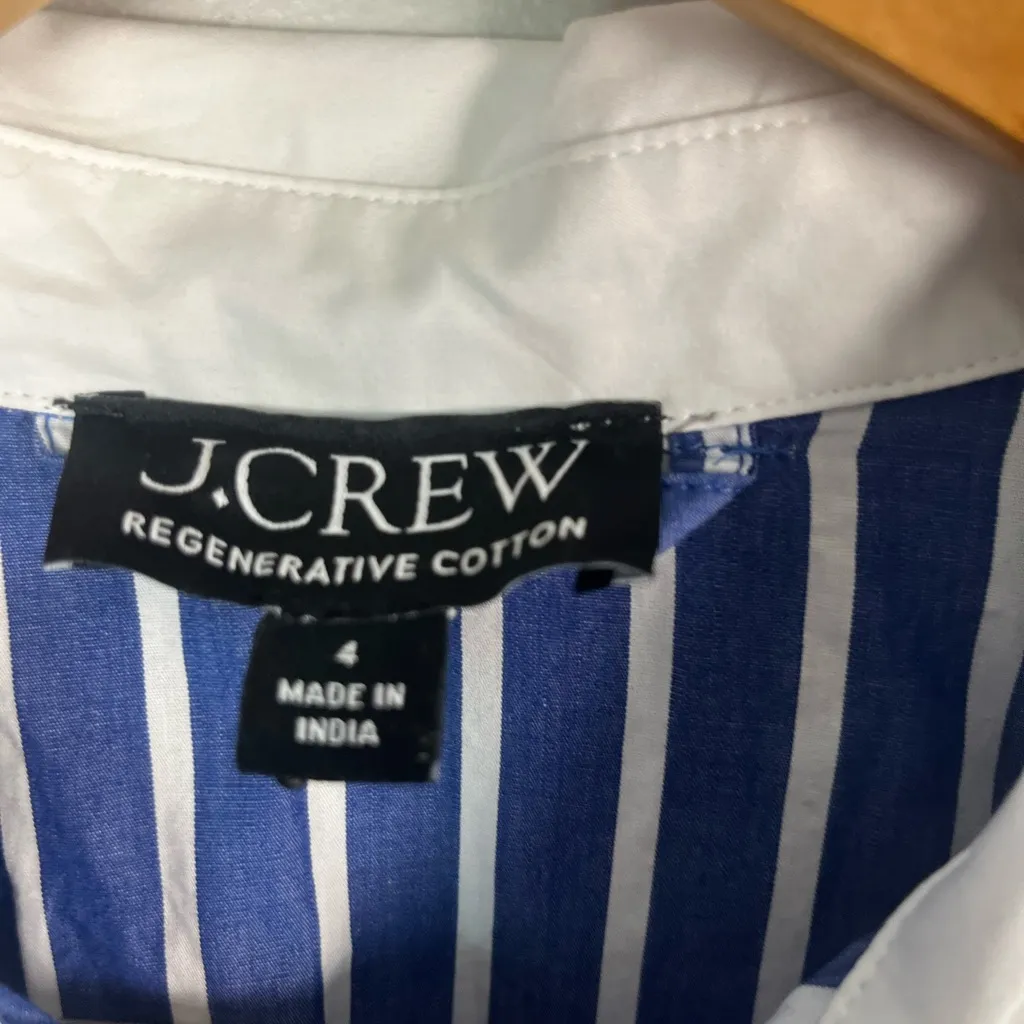 J.CREW
REGENERATIVE COTTON
4
MADE IN
INDIA